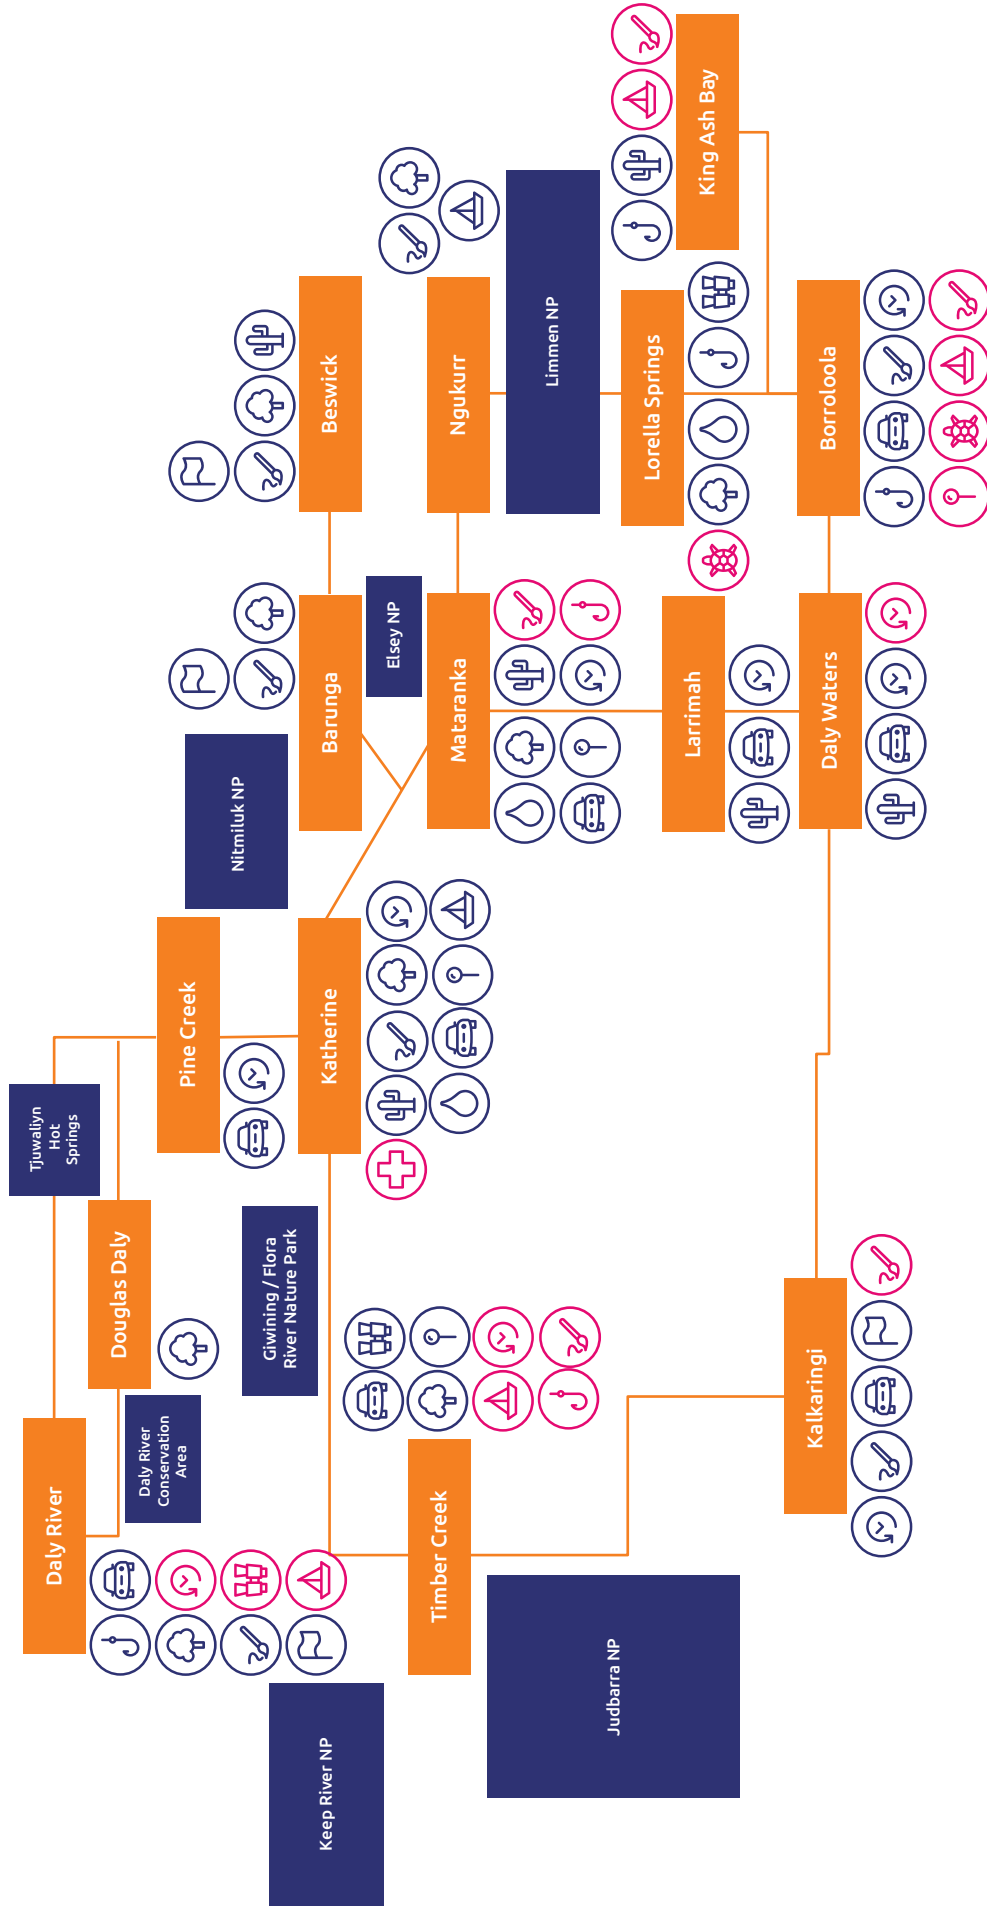 Daly River
Tjuwaliyn
Hot
Springs
Douglas Daly
Daly River
Conservation
Area
Pine Creek
Nitmiluk NP
Keep River NP
Giwining / Flora
River Nature Park
Katherine
Barunga
Beswick
Elsey NP
Timber Creek
Mataranka
Ngukurr
Judbarra NP
Limmen NP
Larrimah
Lorella Springs
King Ash Bay
Kalkaringi
Daly Waters
Borroloola